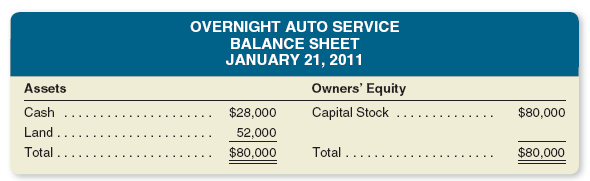 OVERNIGHT AUTO SERVICE
BALANCE SHEET
JANUARY 21, 2011
Assets Owners' Equity
Cash ..................... $28,000 Capital Stock .............. $80,000
Land...................... 52,000
Total...................... $80,000 Total..................... $80,000